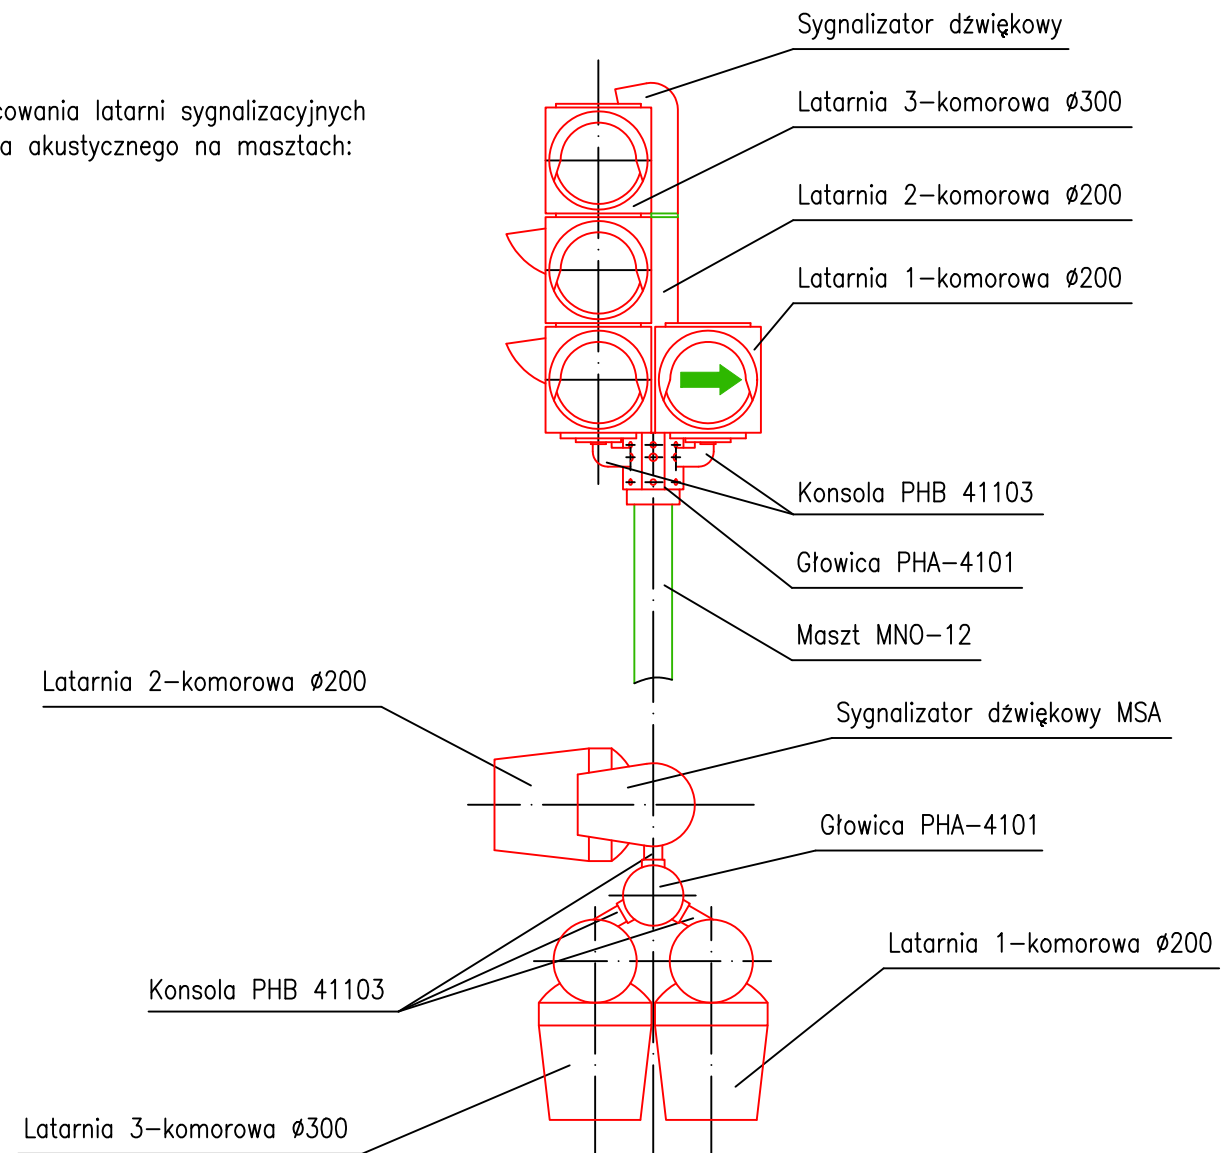 Sygnalizator dźwiękowy
latarni sygnalizacyjnych
akustycznego na masztach:
Latarnia 3-komorowa ø300
Latarnia 2-komorowa ø200
Latarnia 1-komorowa ø200
Konsola PHB 41103
Głowica PHA-4101
Maszt MNO-12
Latarnia 2-komorowa ø200
Sygnalizator dźwiękowy MSA
Głowica PHA-4101
Latarnia 1-komorowa ø200
Konsola PHB 41103
Latarnia 3-komorowa ø300